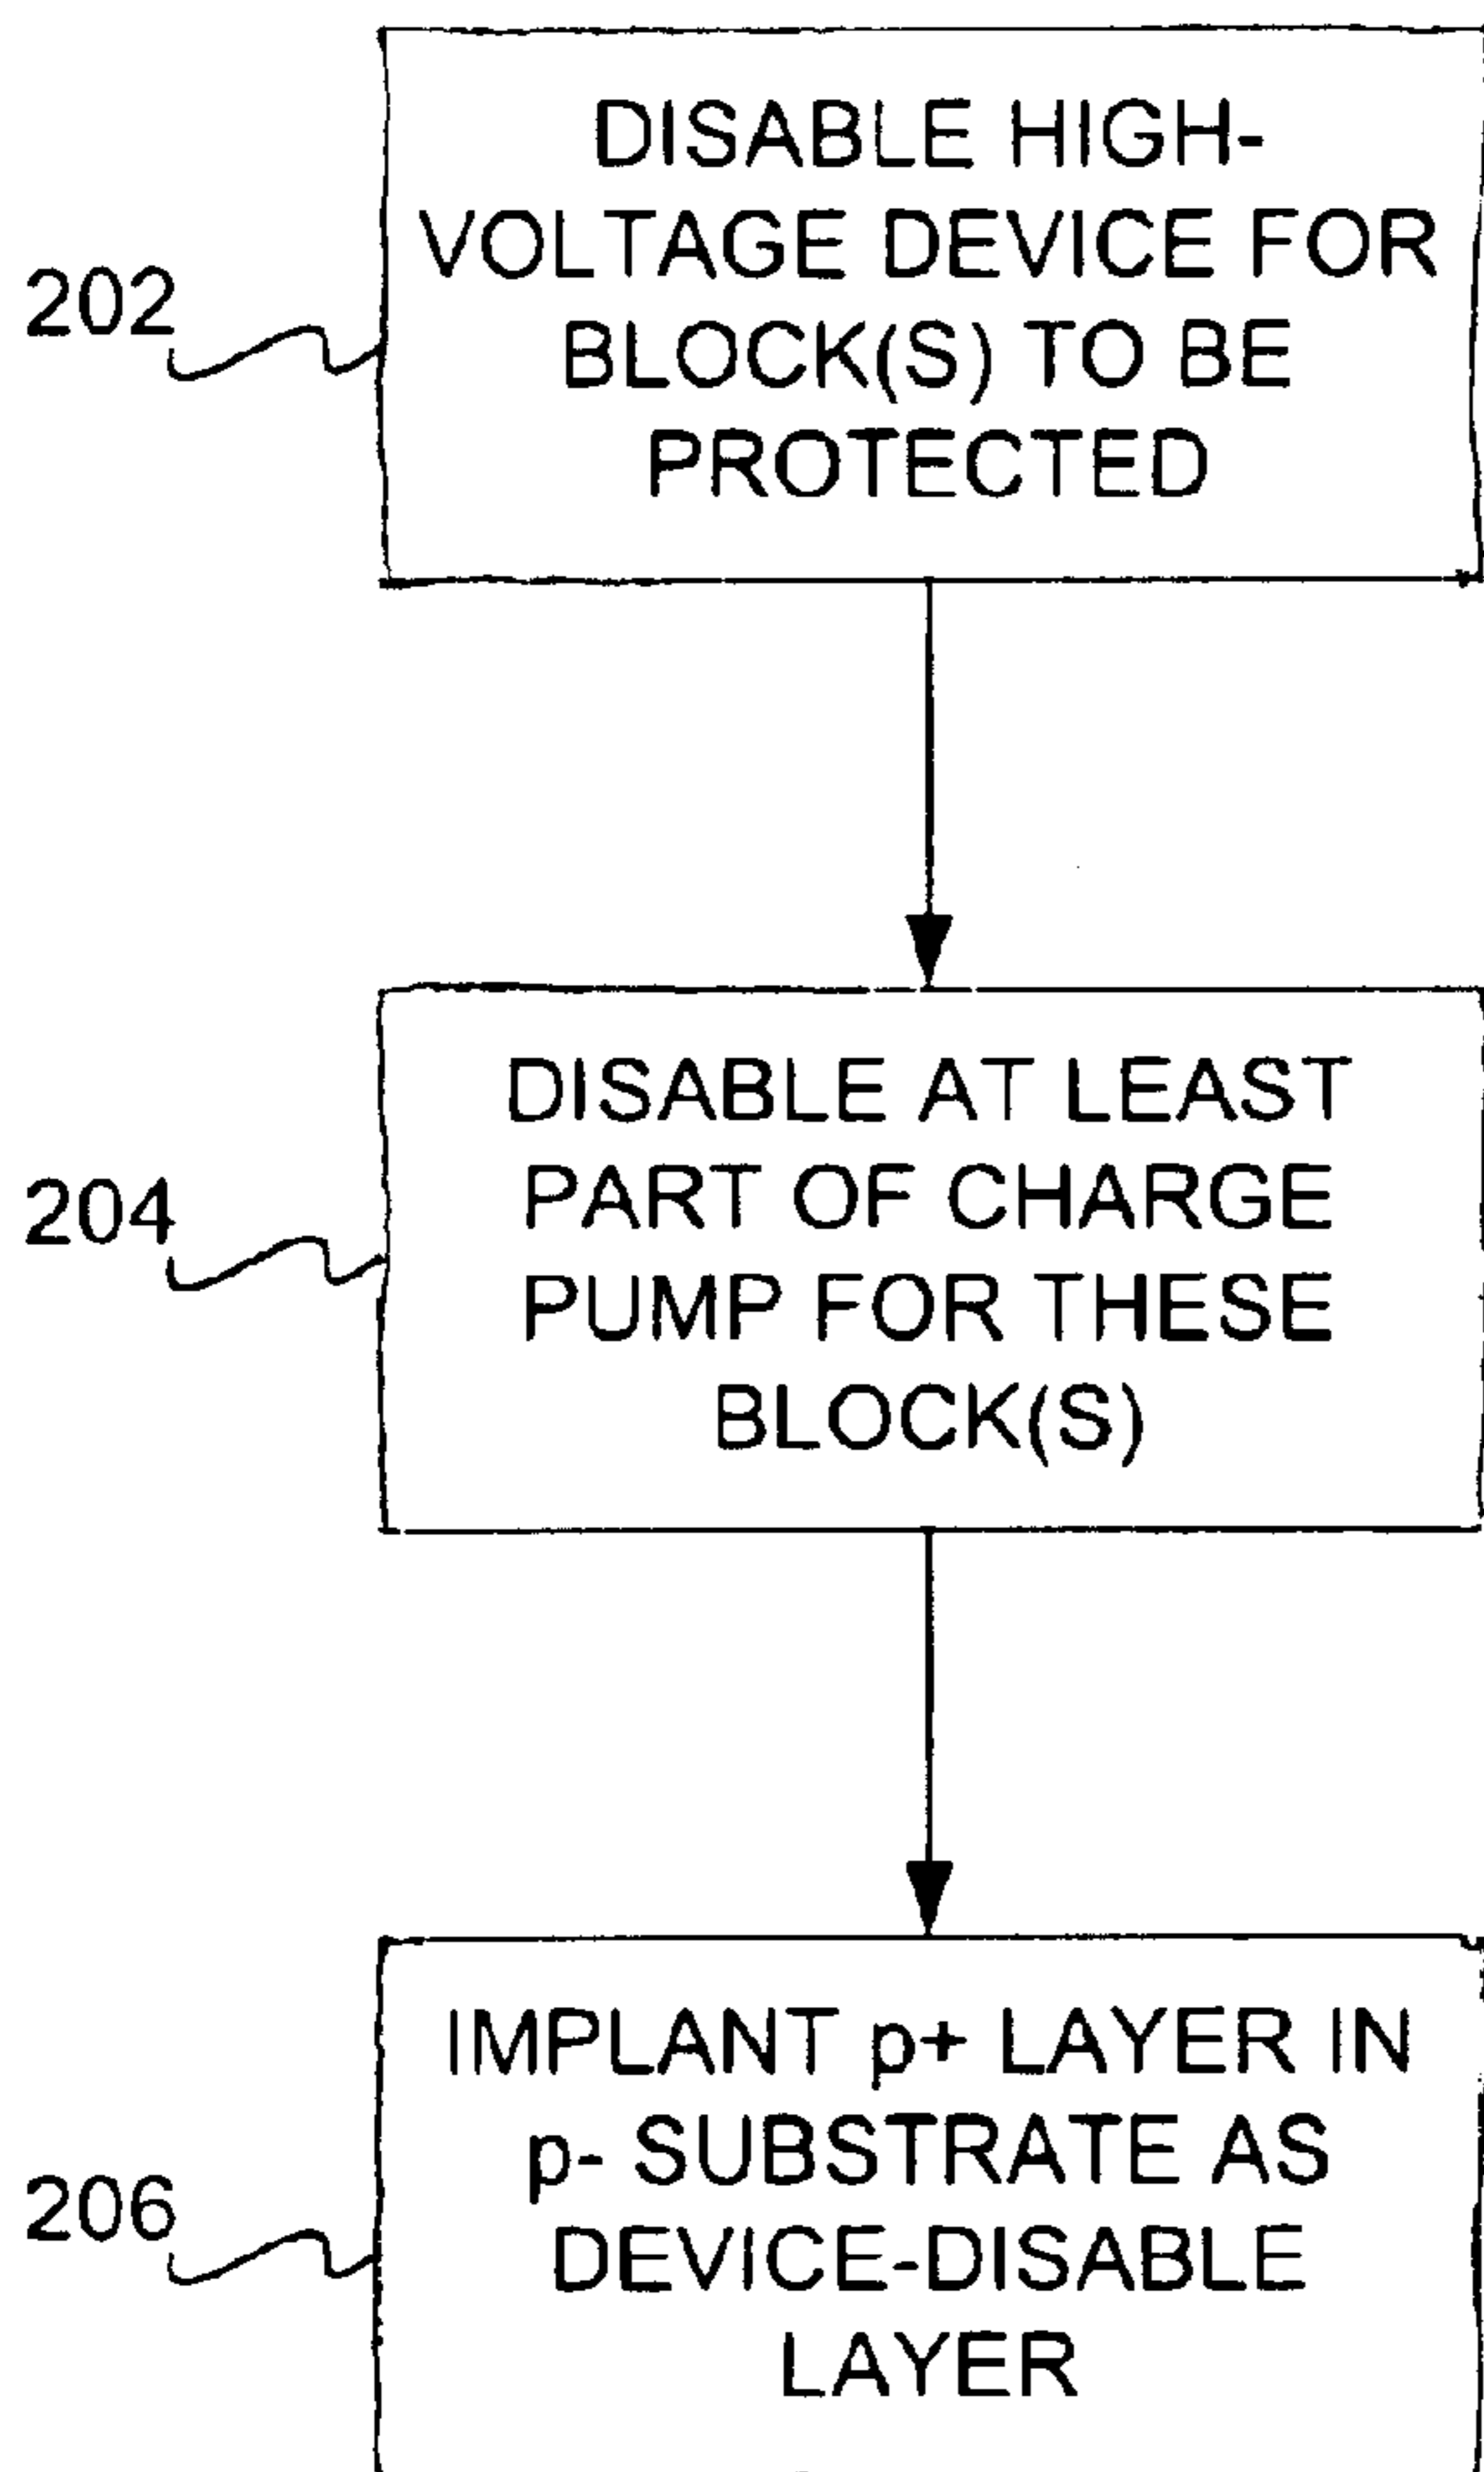 DISABLE HIGH-
VOLTAGE DEVICE FOR
BLOCK(S) TO BE
PROTECTED
202
DISABLE AT LEAST
PART OF CHARGE
PUMP FOR THESE
BLOCK(S)
204
IMPLANT p+ LAYER IN
p- SUBSTRATE AS
DEVICE-DISABLE
LAYER
206